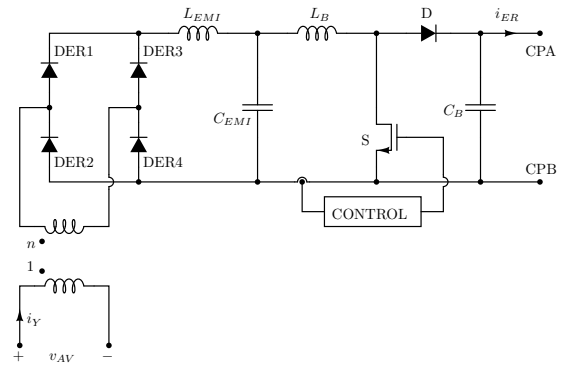 L_EMI
L_B
D
i_ER
DER1
DER3
CPA
C_EMI
S
C_B
DER2
DER4
CPB
CONTROL
n
1
i_Y
+ v_AV −